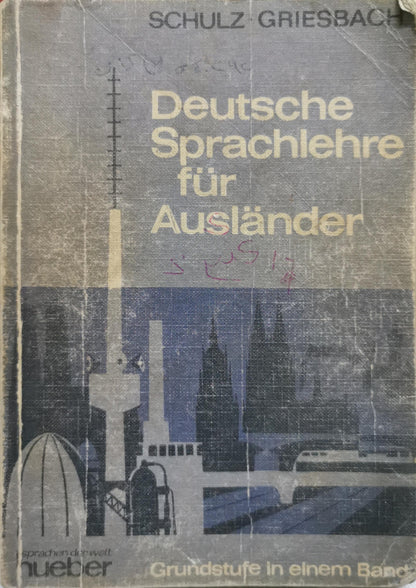 SCHULZ · GRIESBACH
Deutsche
Sprachlehre
für
Ausländer
sprachen der welt
hueber
Grundstufe in einem Band